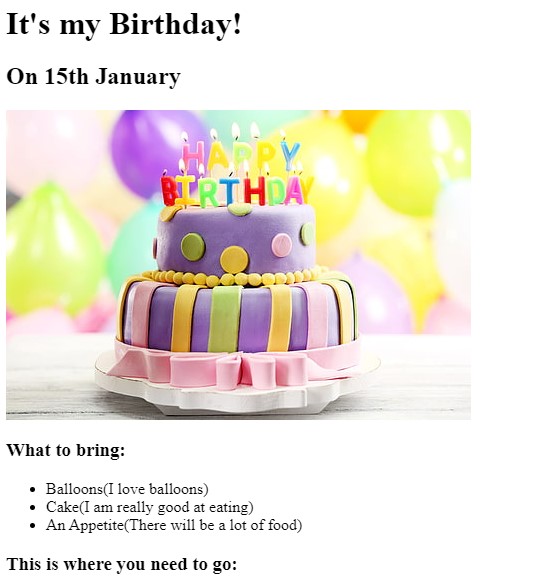 It's my Birthday!
On 15th January
HAPPY
BIRTHDAY
What to bring:
Balloons(I love balloons)
Cake(I am really good at eating)
An Appetite(There will be a lot of food)
This is where you need to go: